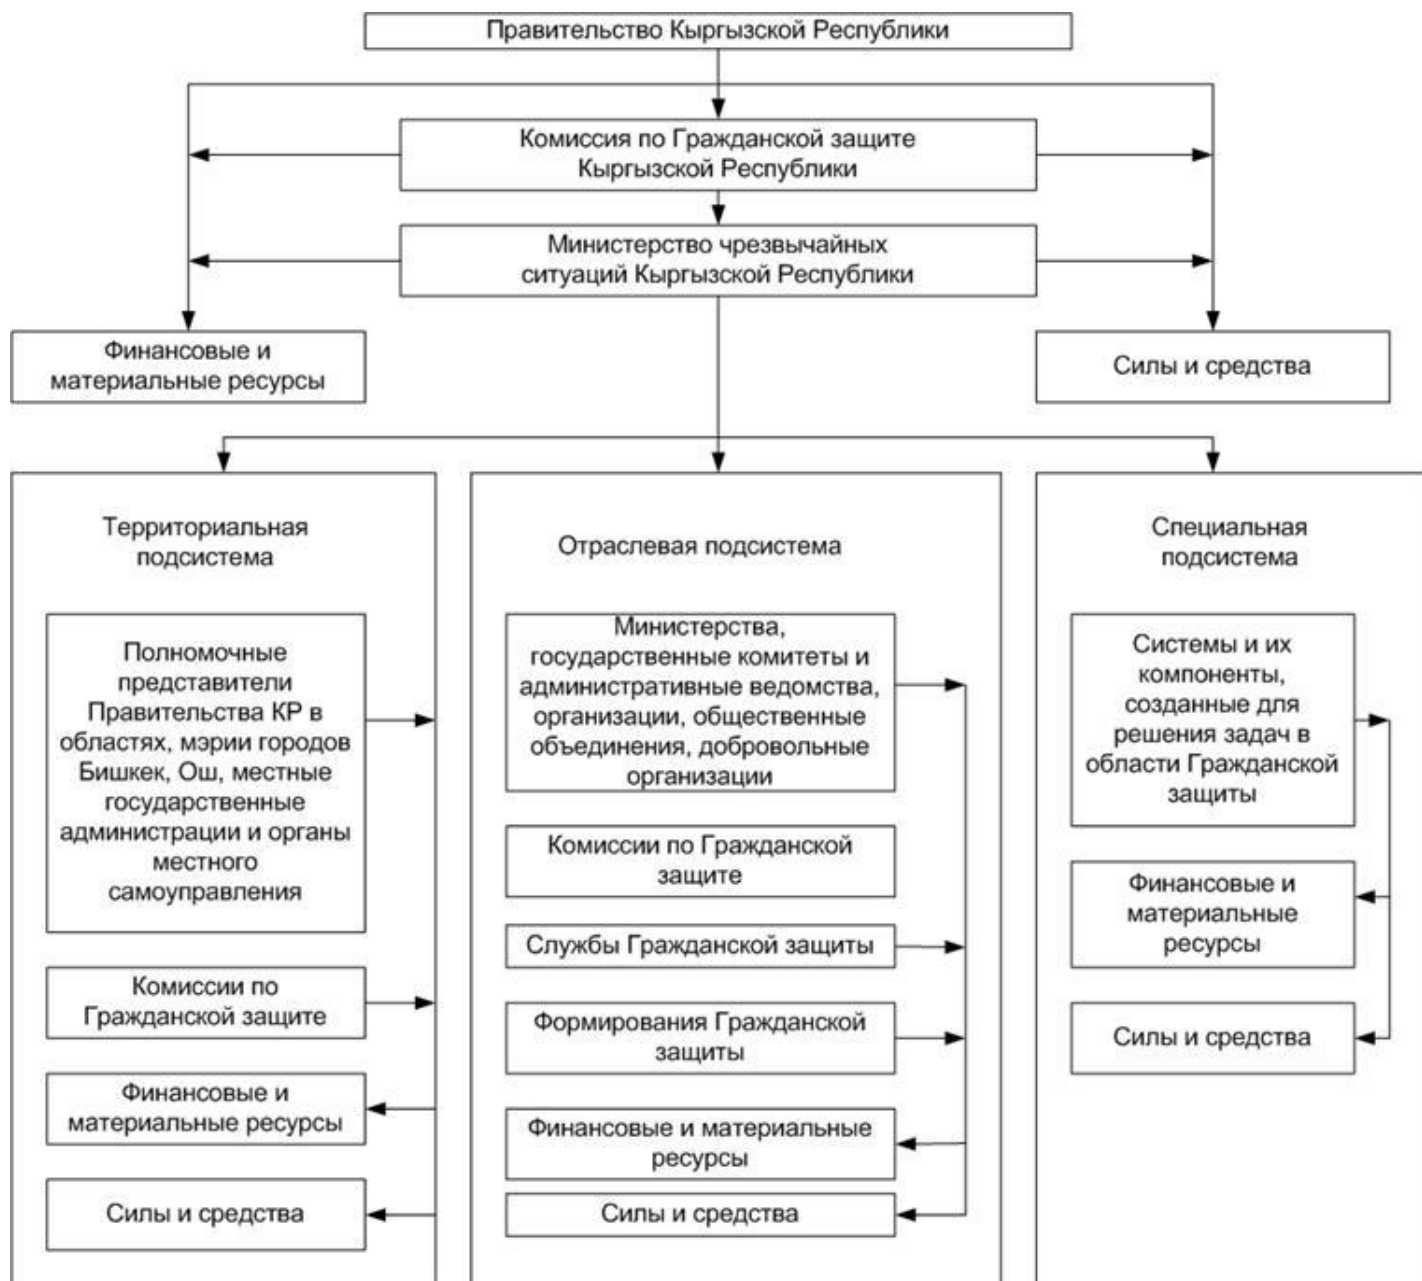 Правительство Кыргызской Республики
Комиссия по Гражданской защите
Кыргызской Республики
Министерство чрезвычайных
ситуаций Кыргызской Республики
Финансовые и
материальные ресурсы
Силы и средства
Территориальная
подсистема
Полномочные
представители
Правительства КР в
областях, мэрии городов
Бишкек, Ош, местные
государственные
администрации и органы
местного
самоуправления
Комиссии по
Гражданской защите
Финансовые и
материальные ресурсы
Силы и средства
Отраслевая подсистема
Министерства,
государственные комитеты и
административные ведомства,
организации, общественные
объединения, добровольные
организации
Комиссии по Гражданской
защите
Службы Гражданской защиты
Формирования Гражданской
защиты
Финансовые и материальные
ресурсы
Силы и средства
Специальная
подсистема
Системы и их
компоненты,
созданные для
решения задач в
области Гражданской
защиты
Финансовые и
материальные
ресурсы
Силы и средства